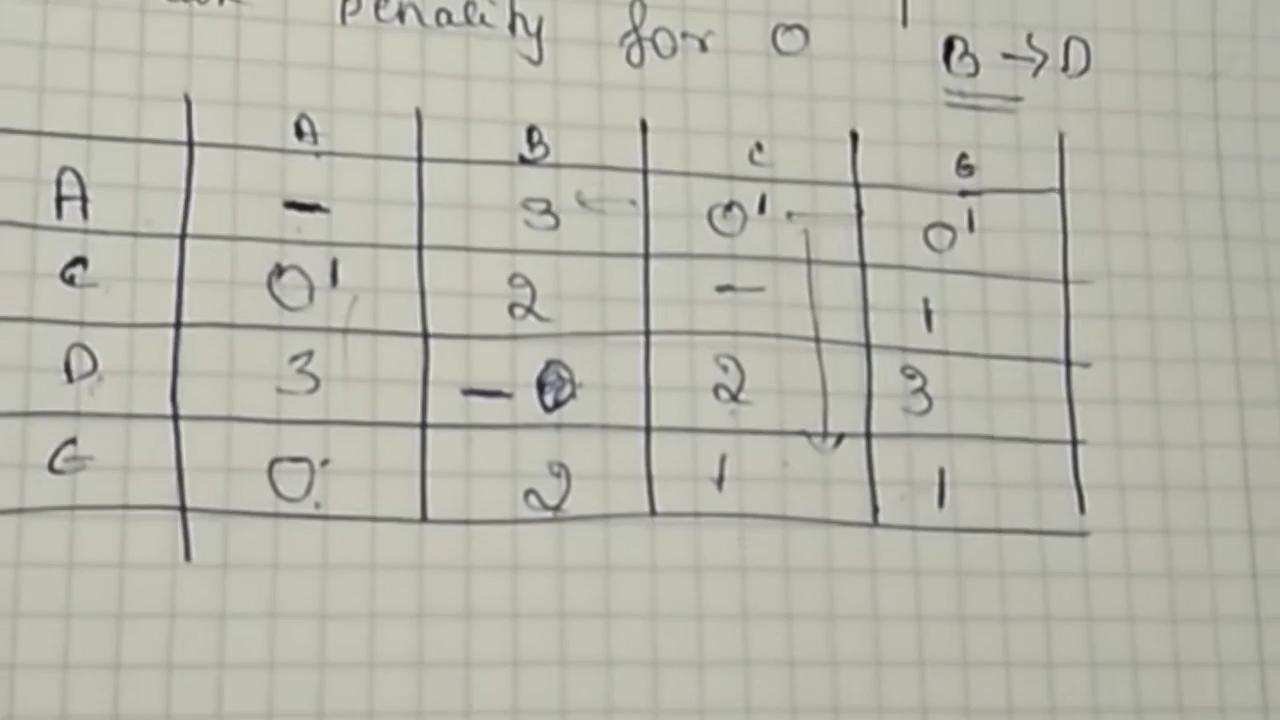 penality for 0
B → D
A B C G
A - 3 0' 0'
C 0' 2 - 1
D 3 - 2 3
G 0 2 1 1